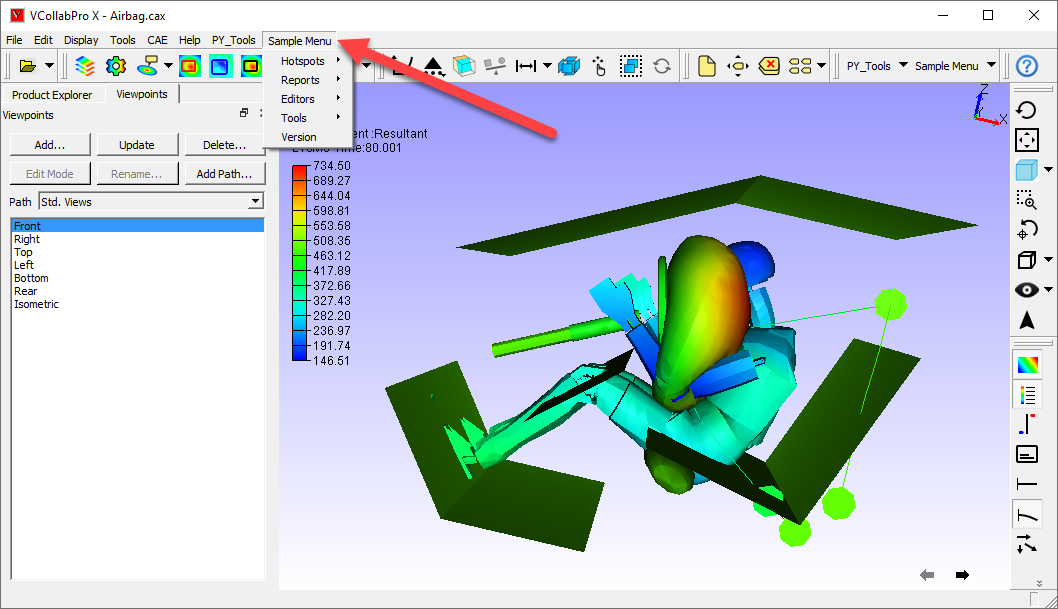 VCollabPro X - Airbag.cax
File Edit Display Tools CAE Help PY_Tools Sample Menu
PY_Tools Sample Menu
Hotspots
Reports
Editors
Tools
Version
Product Explorer Viewpoints
Viewpoints
Add... Update Delete...
Edit Mode Rename... Add Path...
Path Std. Views
Front
Right
Top
Left
Bottom
Rear
Isometric
:Resultant
Time:80.001
734.50
689.27
644.04
598.81
553.58
508.35
463.12
417.89
372.66
327.43
282.20
236.97
191.74
146.51
Z
Y
X